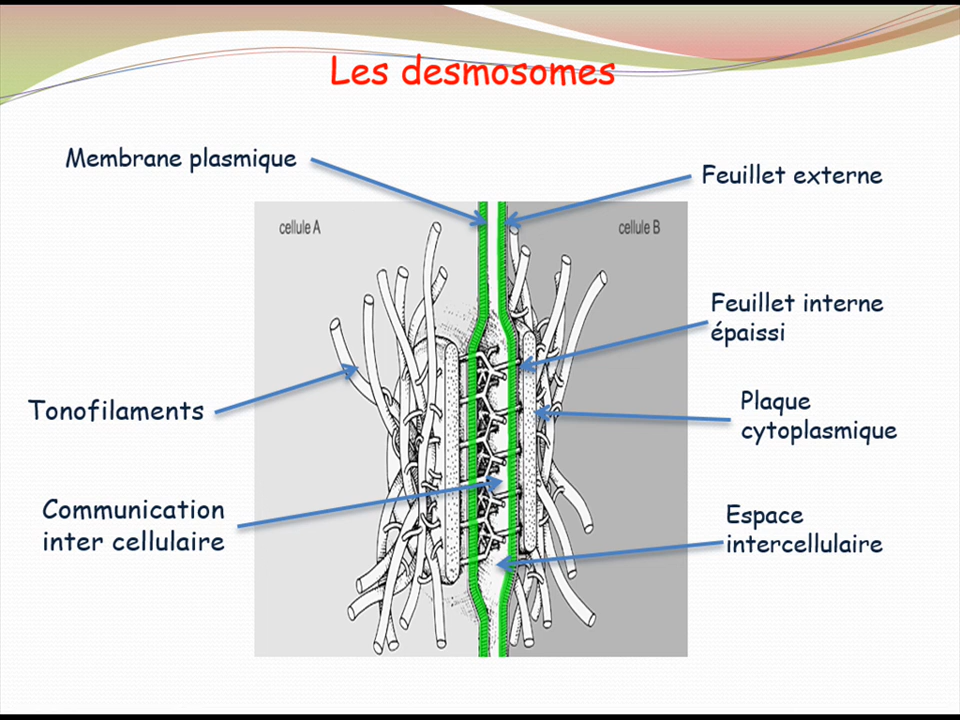 Les desmosomes
Membrane plasmique
Feuillet externe
cellule A
cellule B
Feuillet interne
épaissi
Tonofilaments
Plaque
cytoplasmique
Communication
inter cellulaire
Espace
intercellulaire